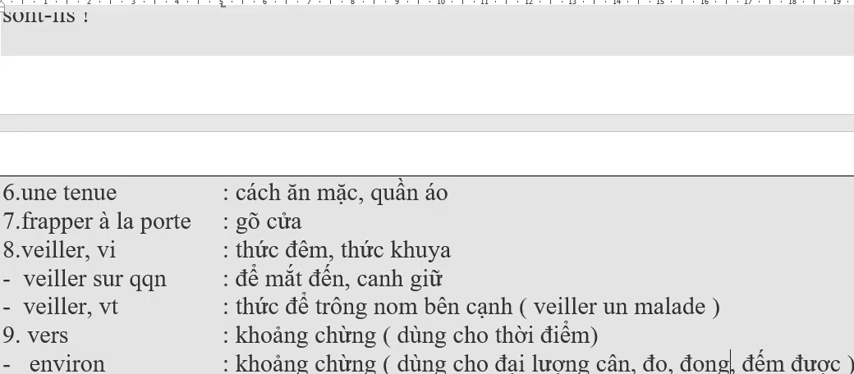 sont-ils !
6.une tenue : cách ăn mặc, quần áo
7.frapper à la porte : gõ cửa
8.veiller, vi : thức đêm, thức khuya
- veiller sur qqn : để mắt đến, canh giữ
- veiller, vt : thức để trông nom bên cạnh ( veiller un malade )
9. vers : khoảng chừng ( dùng cho thời điểm)
- environ : khoảng chừng ( dùng cho đại lượng cân, đo, đong, đếm được )